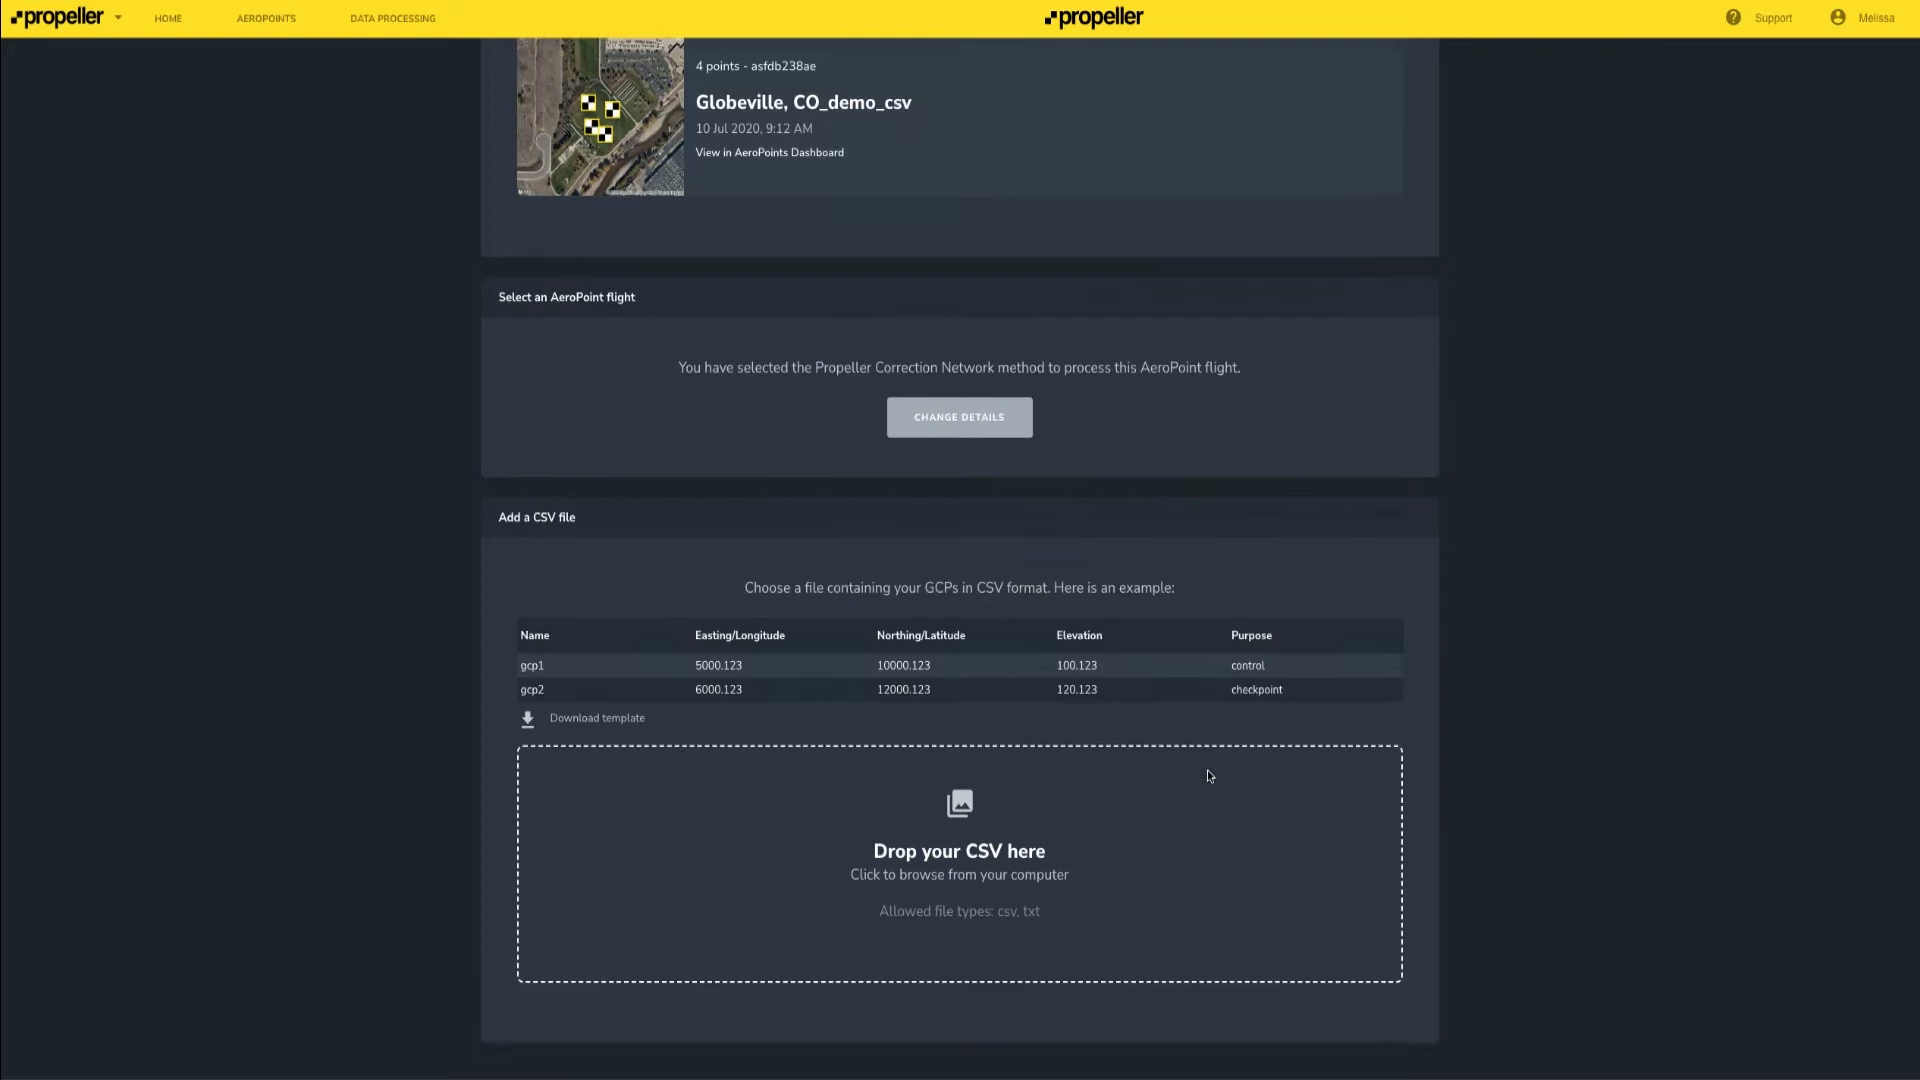 propeller
HOME
AEROPOINTS
DATA PROCESSING
propeller
Support
Melissa
4 points - asfdb238ae
Globeville, CO_demo_csv
10 Jul 2020, 9:12 AM
View in AeroPoints Dashboard
Select an AeroPoint flight
You have selected the Propeller Correction Network method to process this AeroPoint flight.
CHANGE DETAILS
Add a CSV file
Choose a file containing your GCPs in CSV format. Here is an example:
Name Easting/Longitude Northing/Latitude Elevation Purpose
gcp1 5000.123 10000.123 100.123 control
gcp2 6000.123 12000.123 120.123 checkpoint
Download template
Drop your CSV here
Click to browse from your computer
Allowed file types: csv, txt